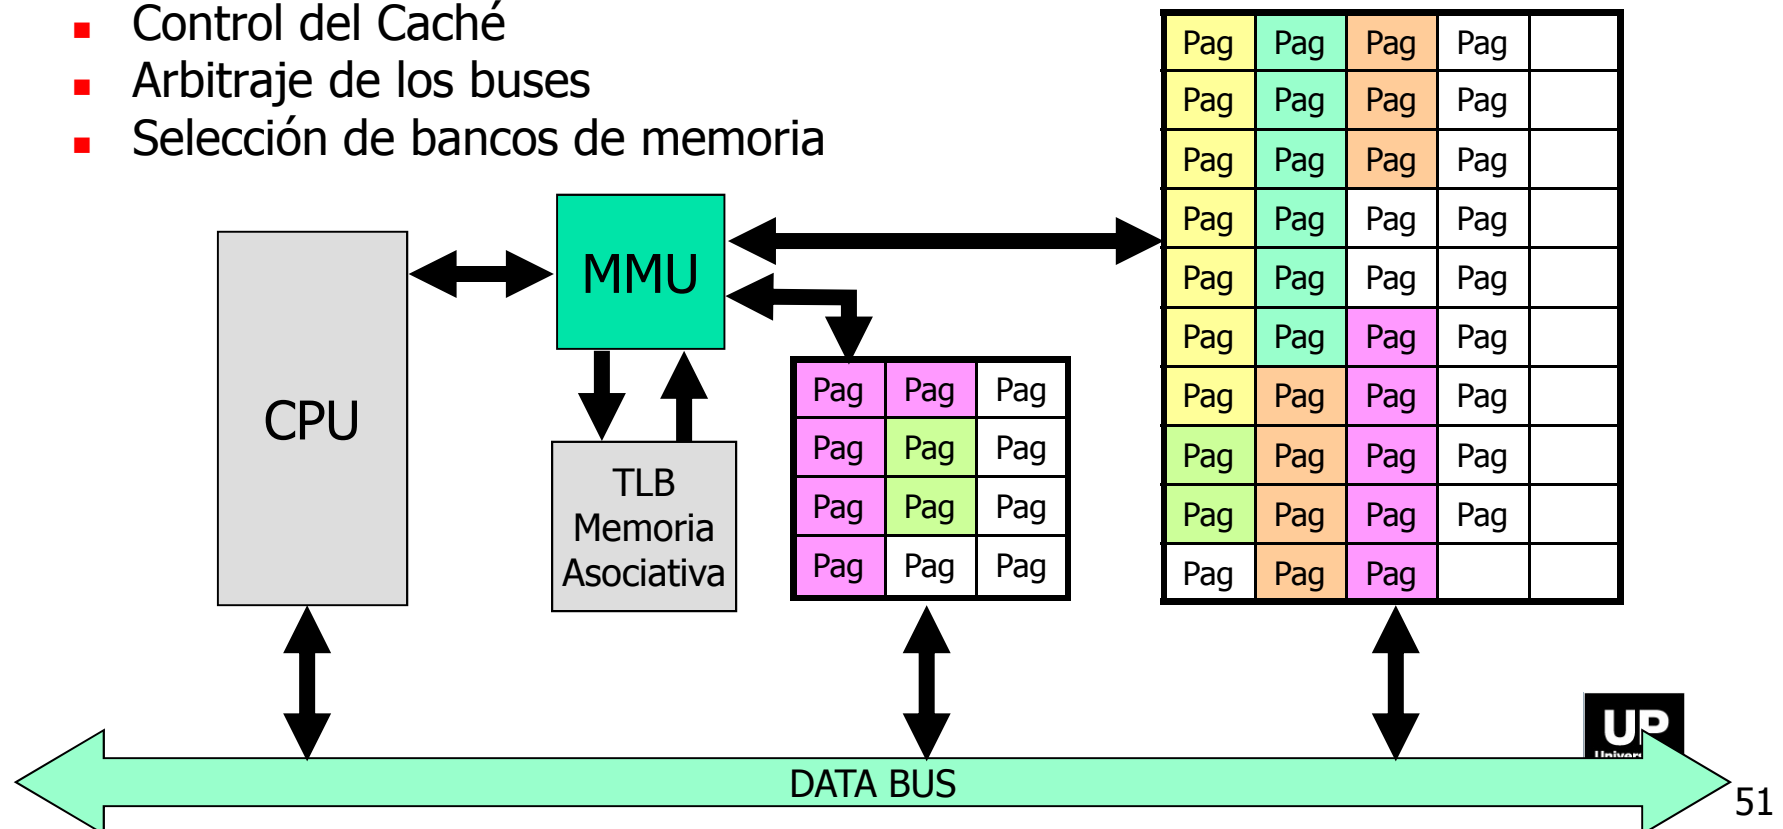 Control del Caché
Arbitraje de los buses
Selección de bancos de memoria
Pag Pag Pag Pag
Pag Pag Pag Pag
Pag Pag Pag Pag
Pag Pag Pag Pag
Pag Pag Pag Pag
Pag Pag Pag Pag
Pag Pag Pag Pag
Pag Pag Pag Pag
Pag Pag Pag Pag
Pag Pag Pag
MMU
CPU
TLB
Memoria
Asociativa
Pag Pag Pag
Pag Pag Pag
Pag Pag Pag
Pag Pag Pag
UP
DATA BUS
51